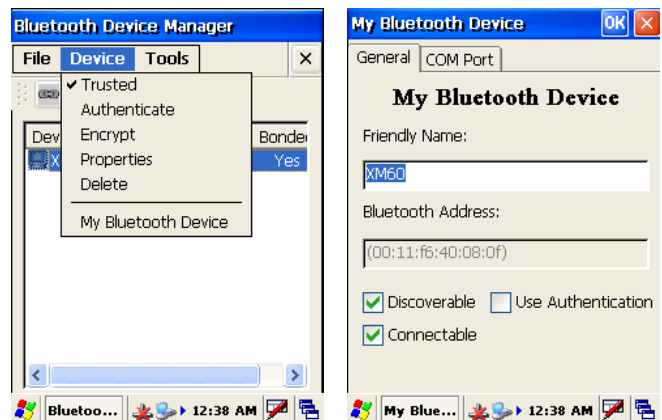 Bluetooth Device Manager
File Device Tools
Trusted
Authenticate
Encrypt
Properties
Delete
My Bluetooth Device
Dev
Bonde
X
Yes
Bluetoo... 12:38 AM
My Bluetooth Device OK
General COM Port
My Bluetooth Device
Friendly Name:
XM60
Bluetooth Address:
(00:11:f6:40:08:0f)
Discoverable Use Authentication
Connectable
My Blue... 12:38 AM